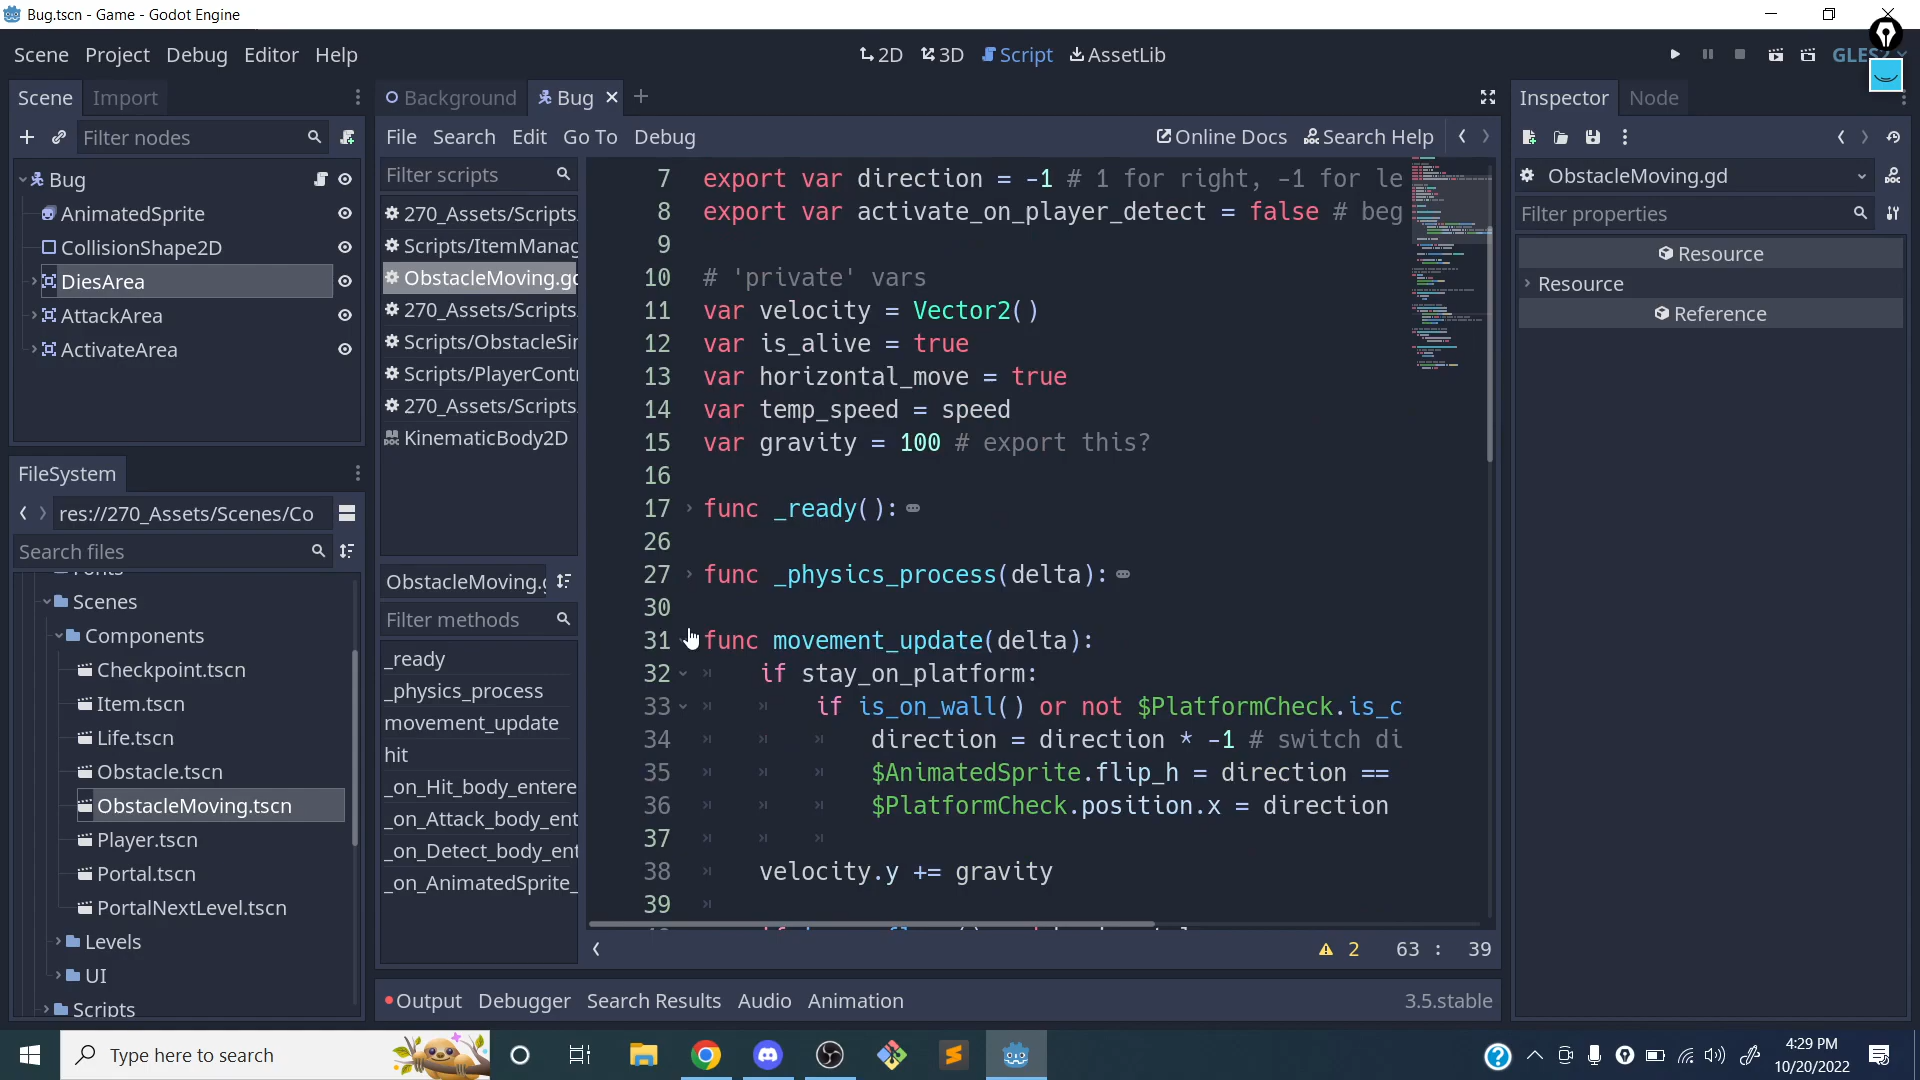 Bug.tscn - Game - Godot Engine
Scene Project Debug Editor Help
2D 3D Script AssetLib
GLES2
Scene Import
Filter nodes
Bug
AnimatedSprite
CollisionShape2D
DiesArea
AttackArea
ActivateArea
FileSystem
res://270_Assets/Scenes/Co
Search files
Scenes
Components
Checkpoint.tscn
Item.tscn
Life.tscn
Obstacle.tscn
ObstacleMoving.tscn
Player.tscn
Portal.tscn
PortalNextLevel.tscn
Levels
UI
Scripts
Background Bug
File Search Edit Go To Debug
Online Docs Search Help
Filter scripts
270_Assets/Scripts
Scripts/ItemManag
ObstacleMoving.gd
270_Assets/Scripts
Scripts/ObstacleSi
Scripts/PlayerCont
270_Assets/Scripts
KinematicBody2D
ObstacleMoving.
Filter methods
_ready
_physics_process
movement_update
hit
_on_Hit_body_entere
_on_Attack_body_ent
_on_Detect_body_ent
_on_AnimatedSprite_
7 export var direction = -1 # 1 for right, -1 for le
8 export var activate_on_player_detect = false # beg
9
10 # 'private' vars
11 var velocity = Vector2()
12 var is_alive = true
13 var horizontal_move = true
14 var temp_speed = speed
15 var gravity = 100 # export this?
16
17 func _ready():
26
27 func _physics_process(delta):
30
31 func movement_update(delta):
32 if stay_on_platform:
33 if is_on_wall() or not $PlatformCheck.is_c
34 direction = direction * -1 # switch di
35 $AnimatedSprite.flip_h = direction ==
36 $PlatformCheck.position.x = direction
37
38 velocity.y += gravity
39
2 63 : 39
Output Debugger Search Results Audio Animation
3.5.stable
Inspector Node
ObstacleMoving.gd
Filter properties
Resource
Resource
Reference
Type here to search
4:29 PM
10/20/2022